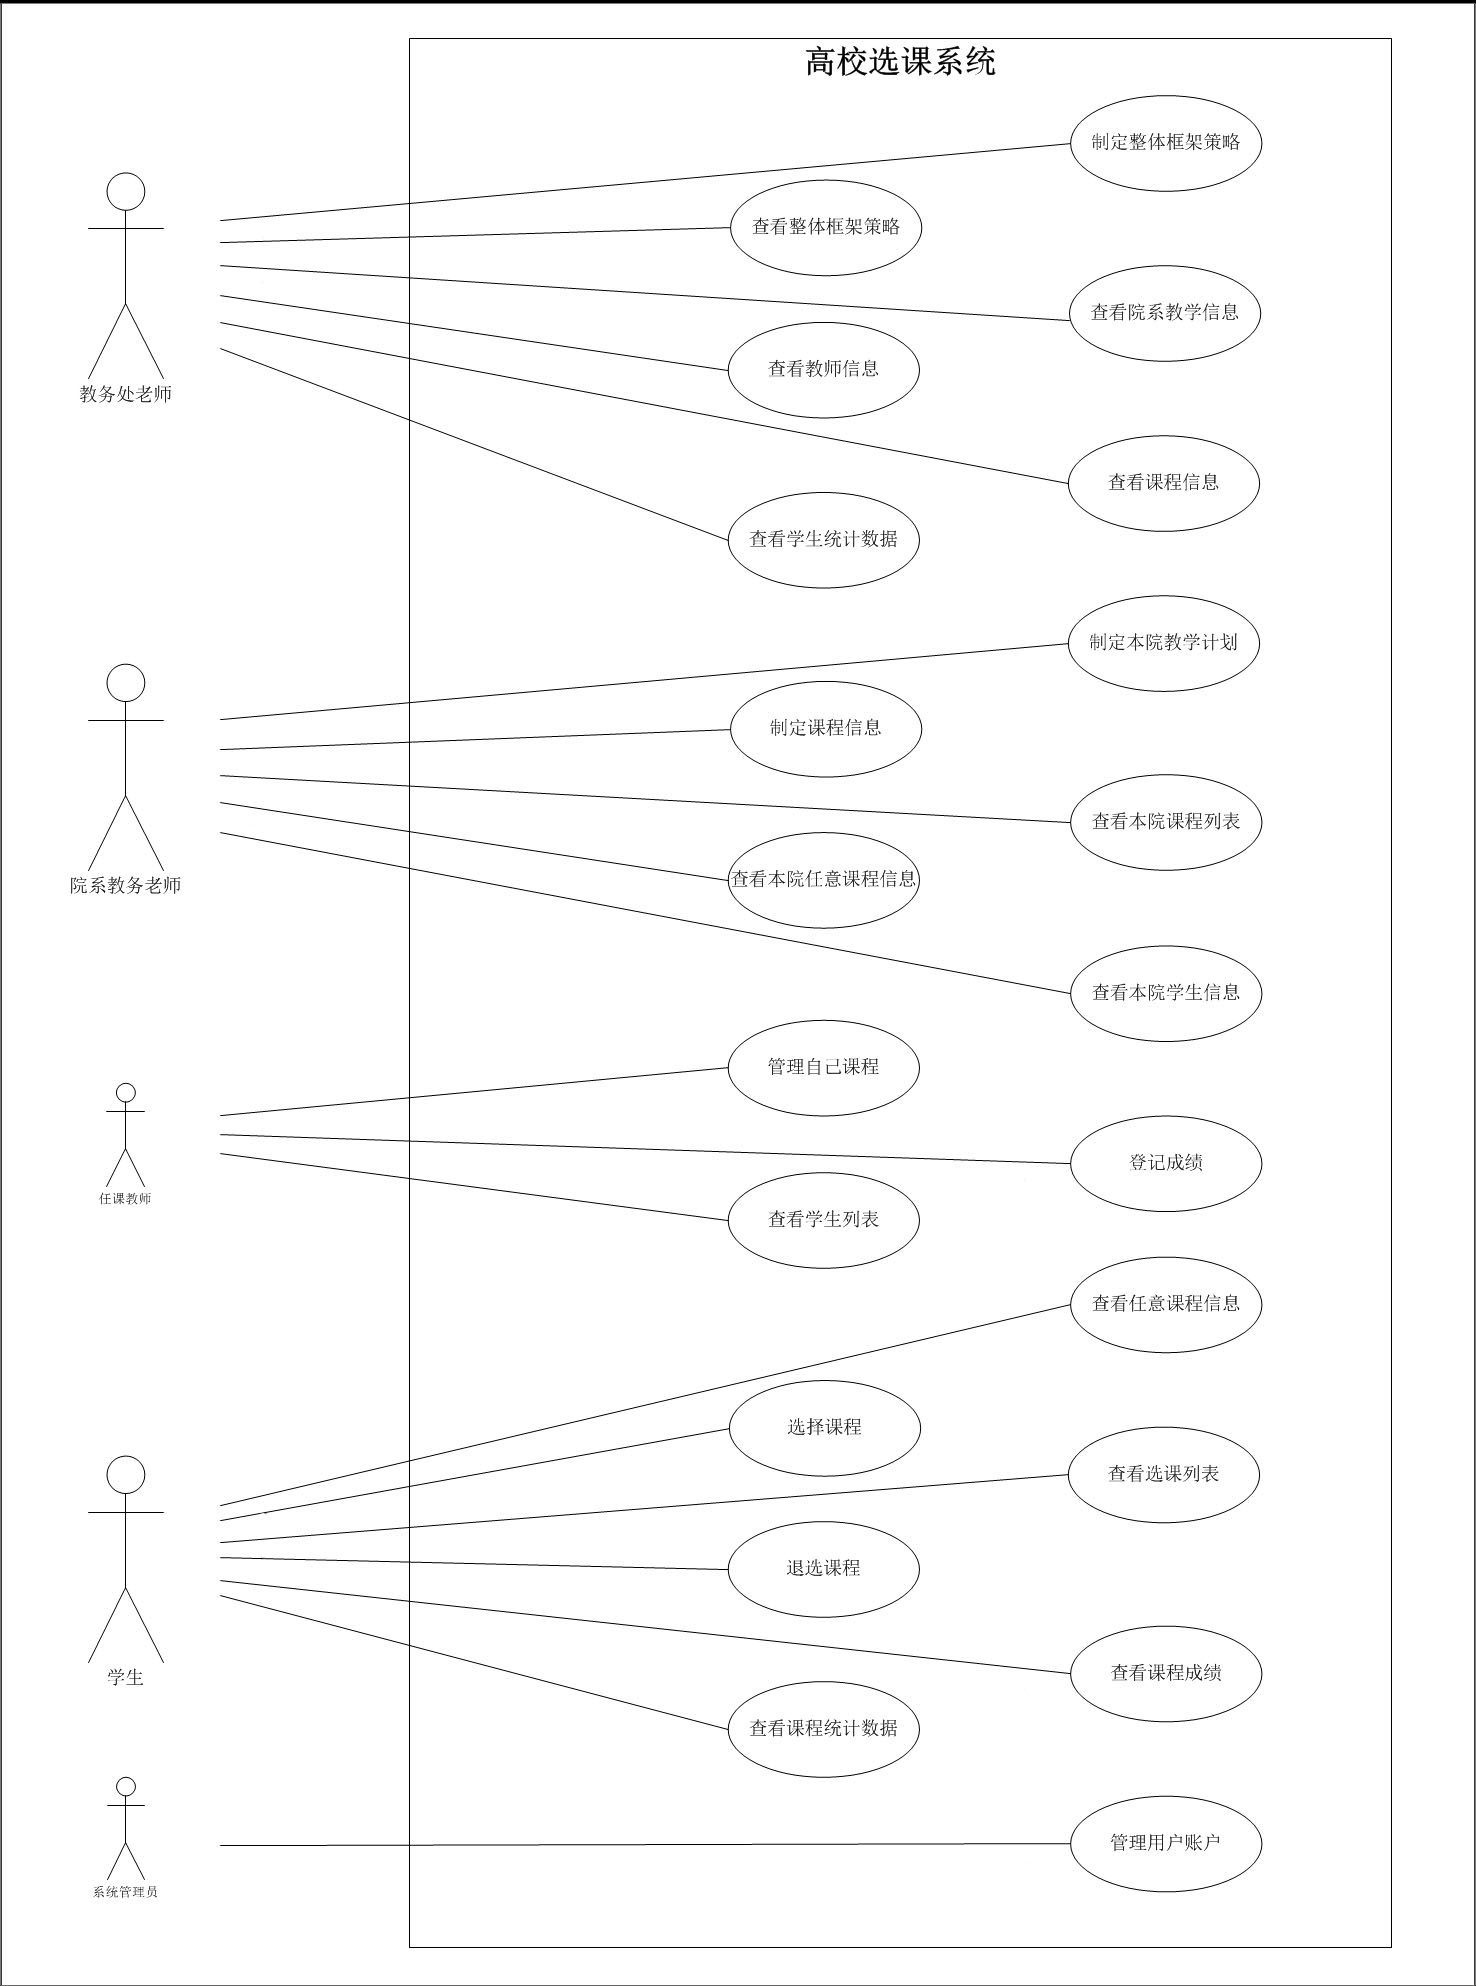 高校选课系统
制定整体框架策略
查看整体框架策略
查看院系教学信息
查看教师信息
教务处老师
查看课程信息
查看学生统计数据
制定本院教学计划
制定课程信息
查看本院课程列表
查看本院任意课程信息
院系教务老师
查看本院学生信息
管理自己课程
登记成绩
任课教师
查看学生列表
查看任意课程信息
选择课程
查看选课列表
退选课程
查看课程成绩
学生
查看课程统计数据
管理用户账户
系统管理员